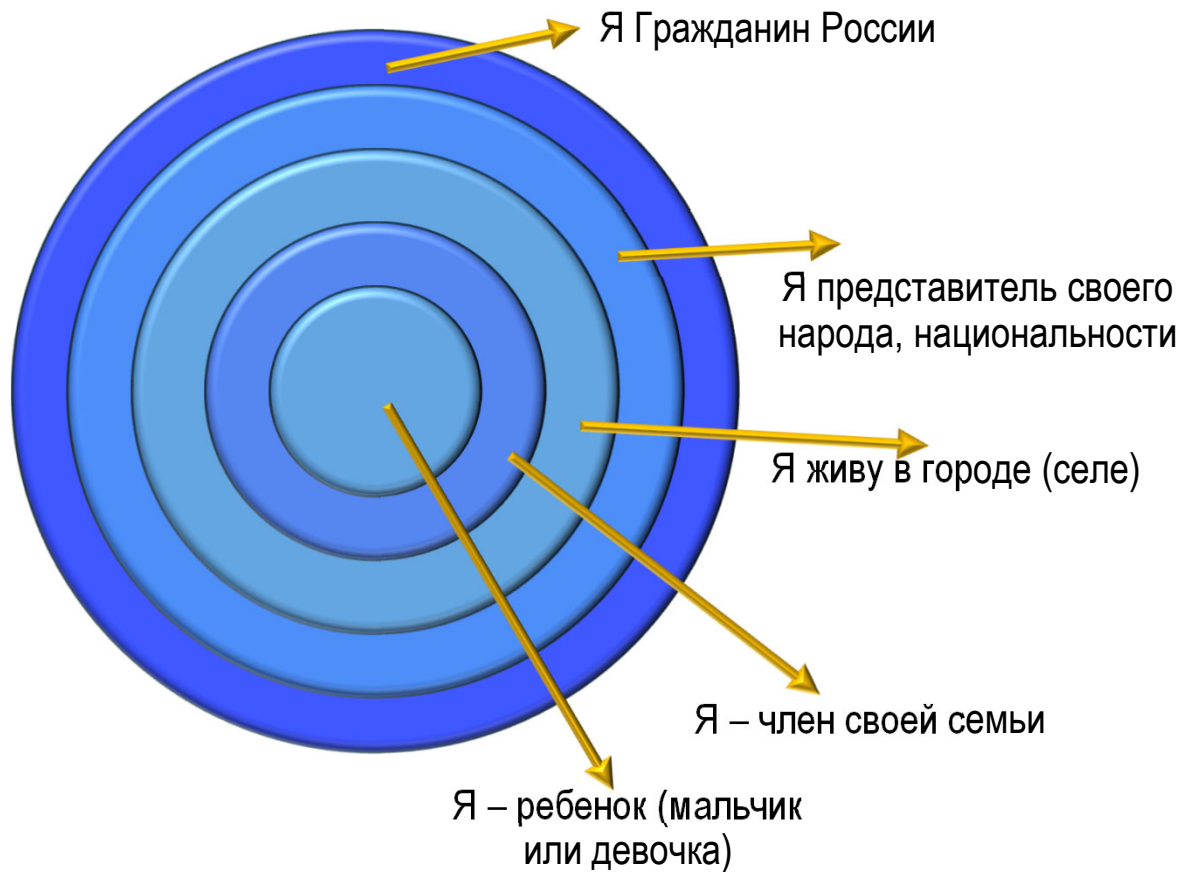 Я Гражданин России
Я представитель своего
народа, национальности
Я живу в городе (селе)
Я – член своей семьи
Я – ребенок (мальчик
или девочка)